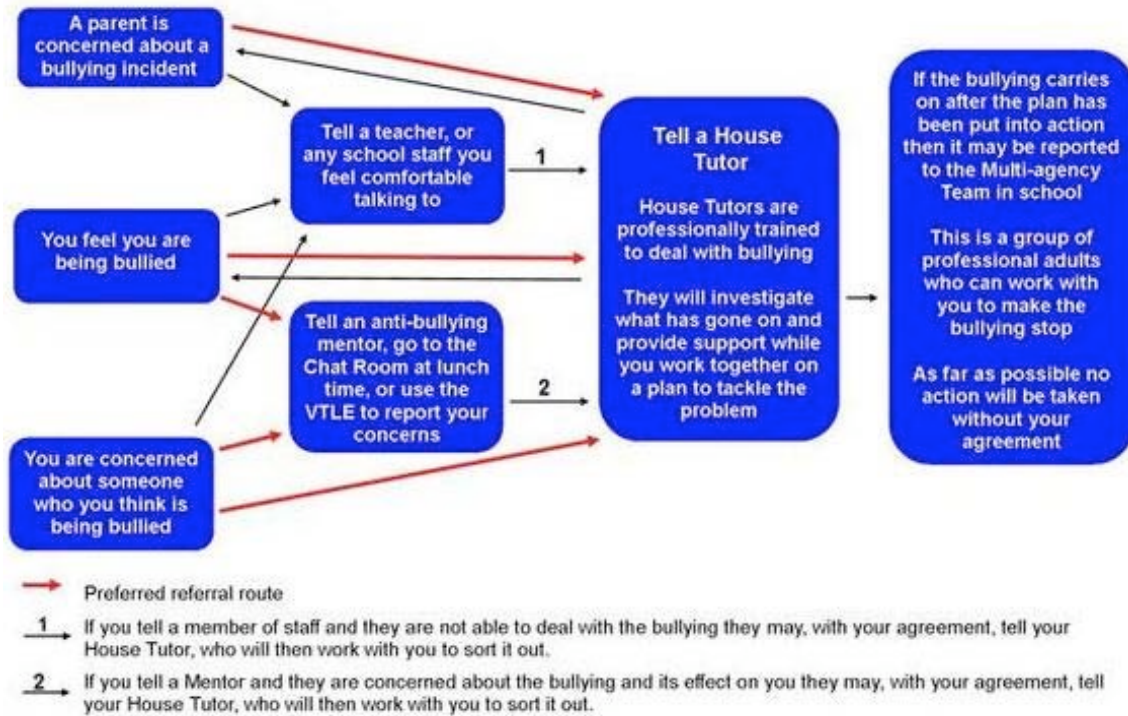 A parent is
concerned about a
bullying incident
Tell a teacher, or
any school staff you
feel comfortable
talking to
You feel you are
being bullied
Tell an anti-bullying
mentor, go to the
Chat Room at lunch
time, or use the
VTLE to report your
concerns
You are concerned
about someone
who you think is
being bullied
1
2
Tell a House
Tutor
House Tutors are
professionally trained
to deal with bullying
They will investigate
what has gone on and
provide support while
you work together on
a plan to tackle the
problem
If the bullying carries
on after the plan has
been put into action
then it may be reported
to the Multi-agency
Team in school
This is a group of
professional adults
who can work with
you to make the
bullying stop
As far as possible no
action will be taken
without your
agreement
Preferred referral route
1 If you tell a member of staff and they are not able to deal with the bullying they may, with your agreement, tell your
House Tutor, who will then work with you to sort it out.
2 If you tell a Mentor and they are concerned about the bullying and its effect on you they may, with your agreement, tell
your House Tutor, who will then work with you to sort it out.